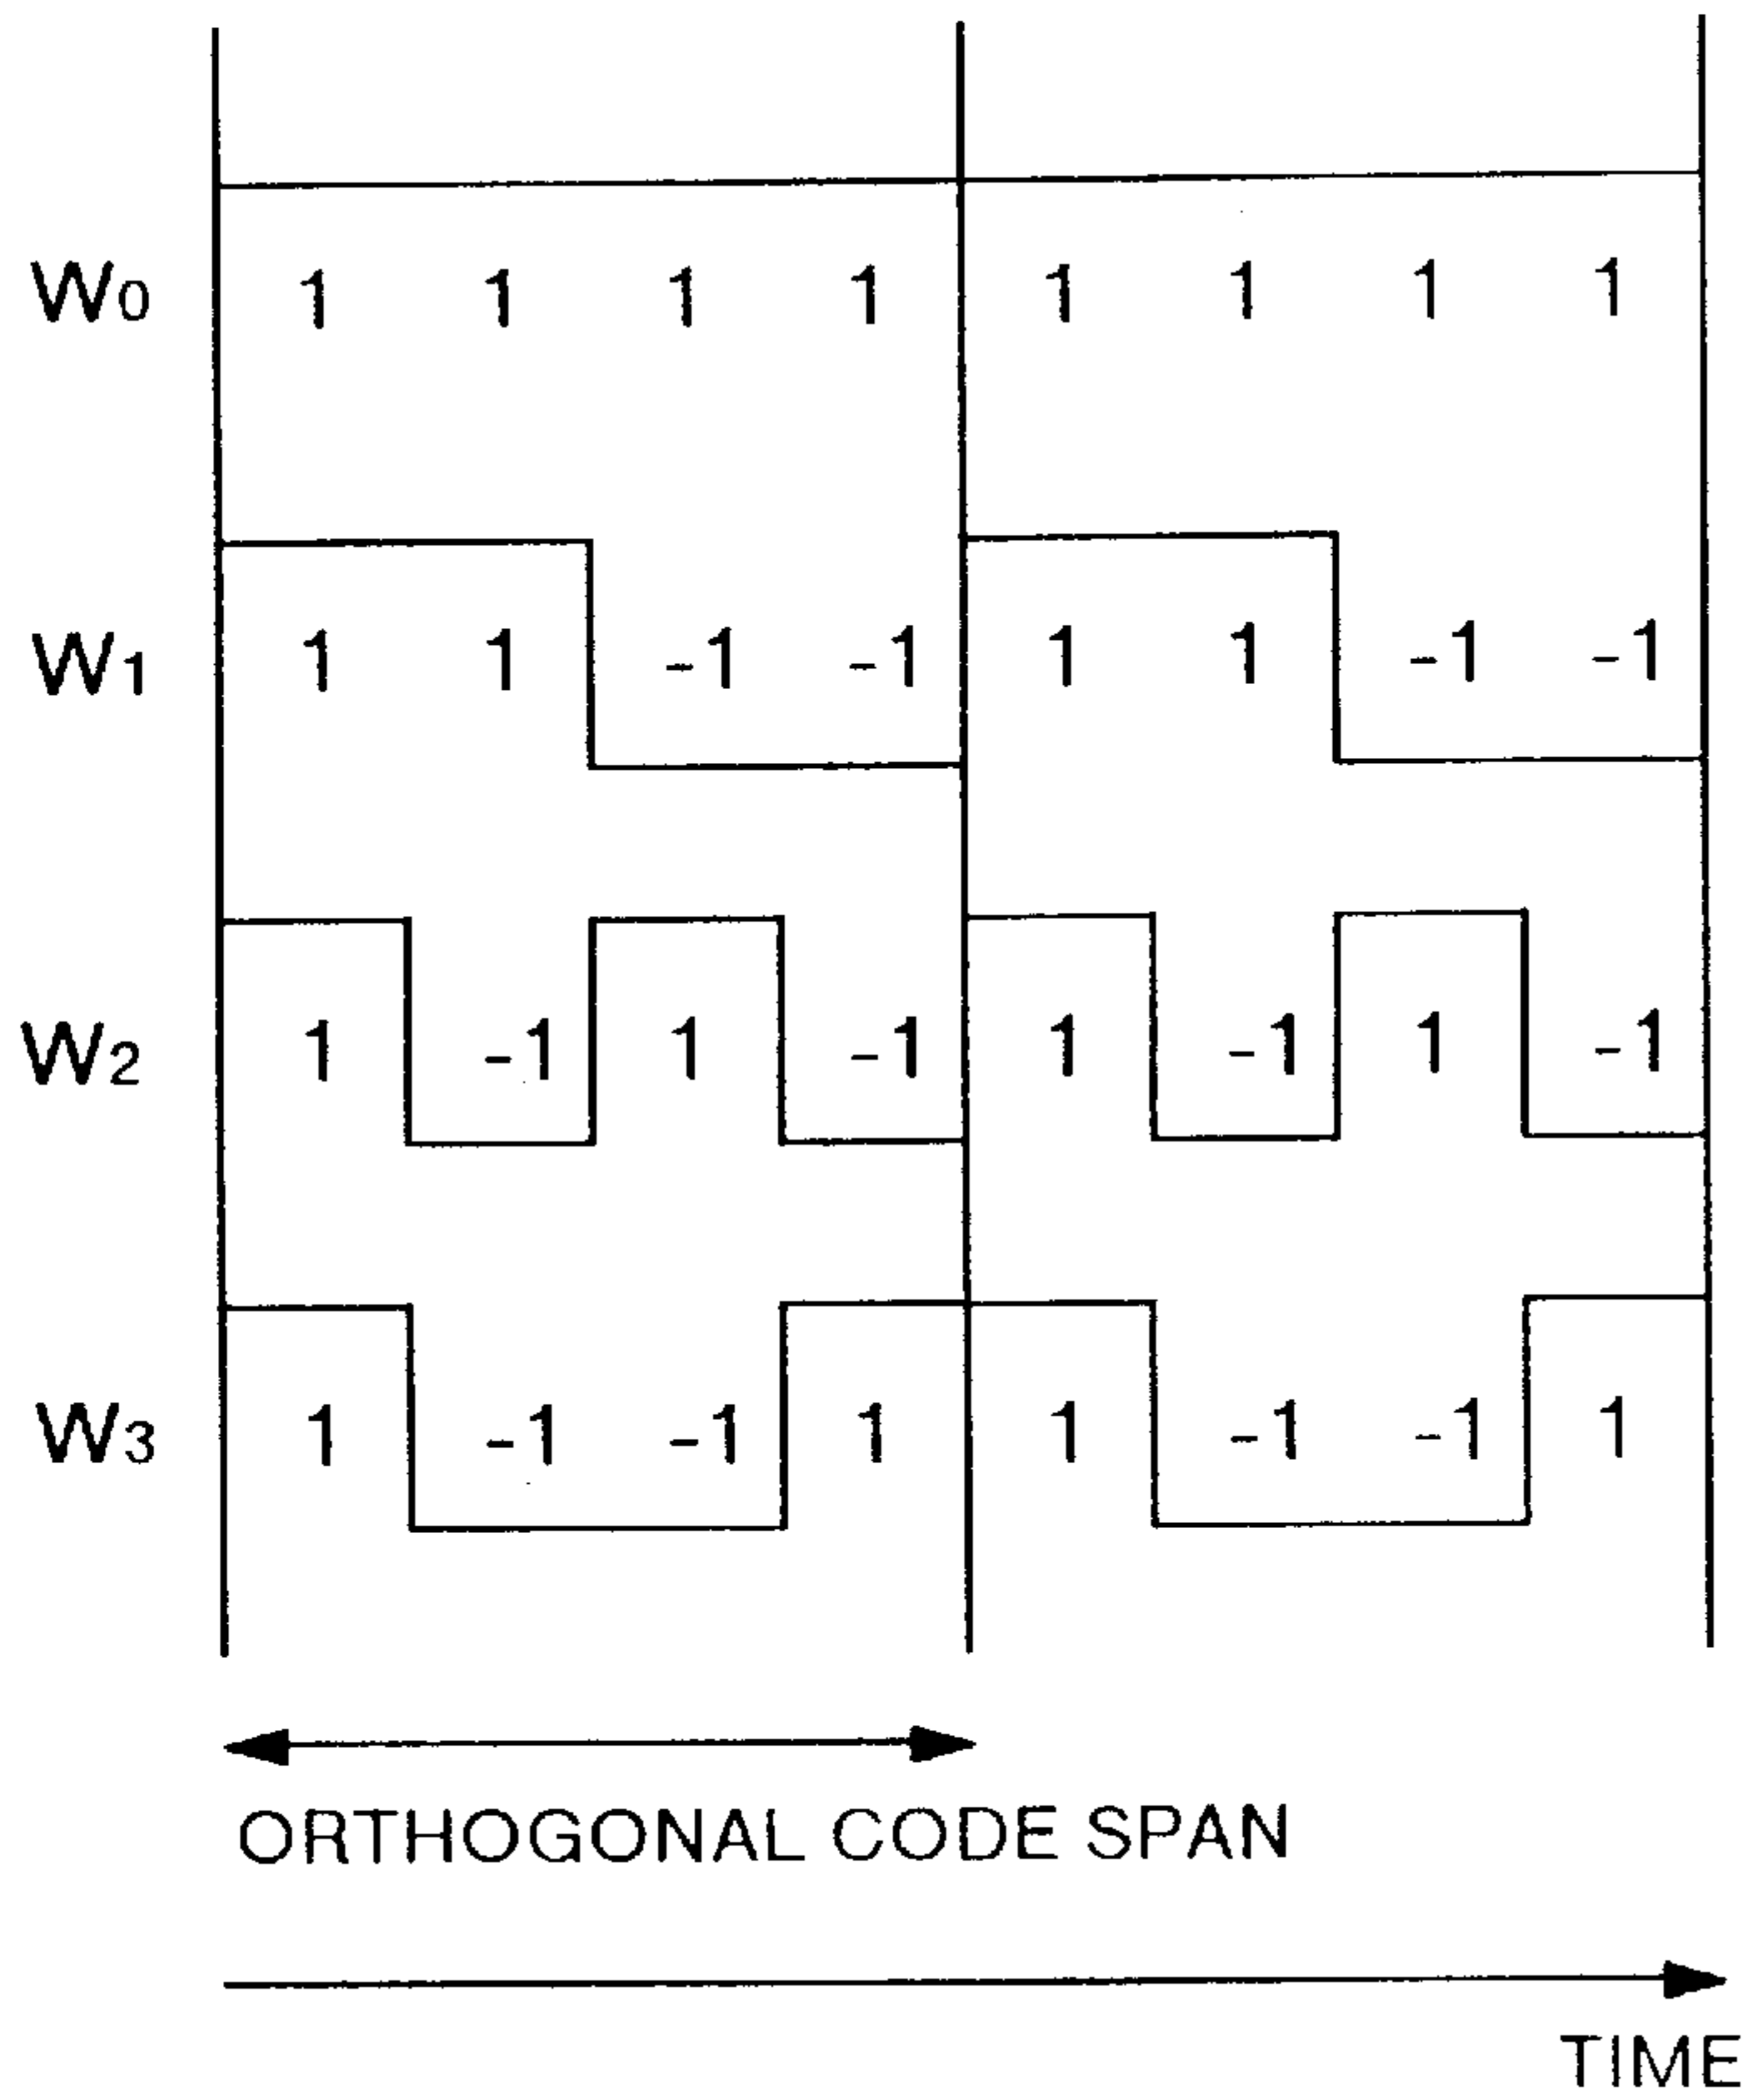 W0 1 1 1 1 1 1 1 1
W1 1 1 -1 -1 1 1 -1 -1
W2 1 -1 1 -1 1 -1 1 -1
W3 1 -1 -1 1 1 -1 -1 1
ORTHOGONAL CODE SPAN
TIME